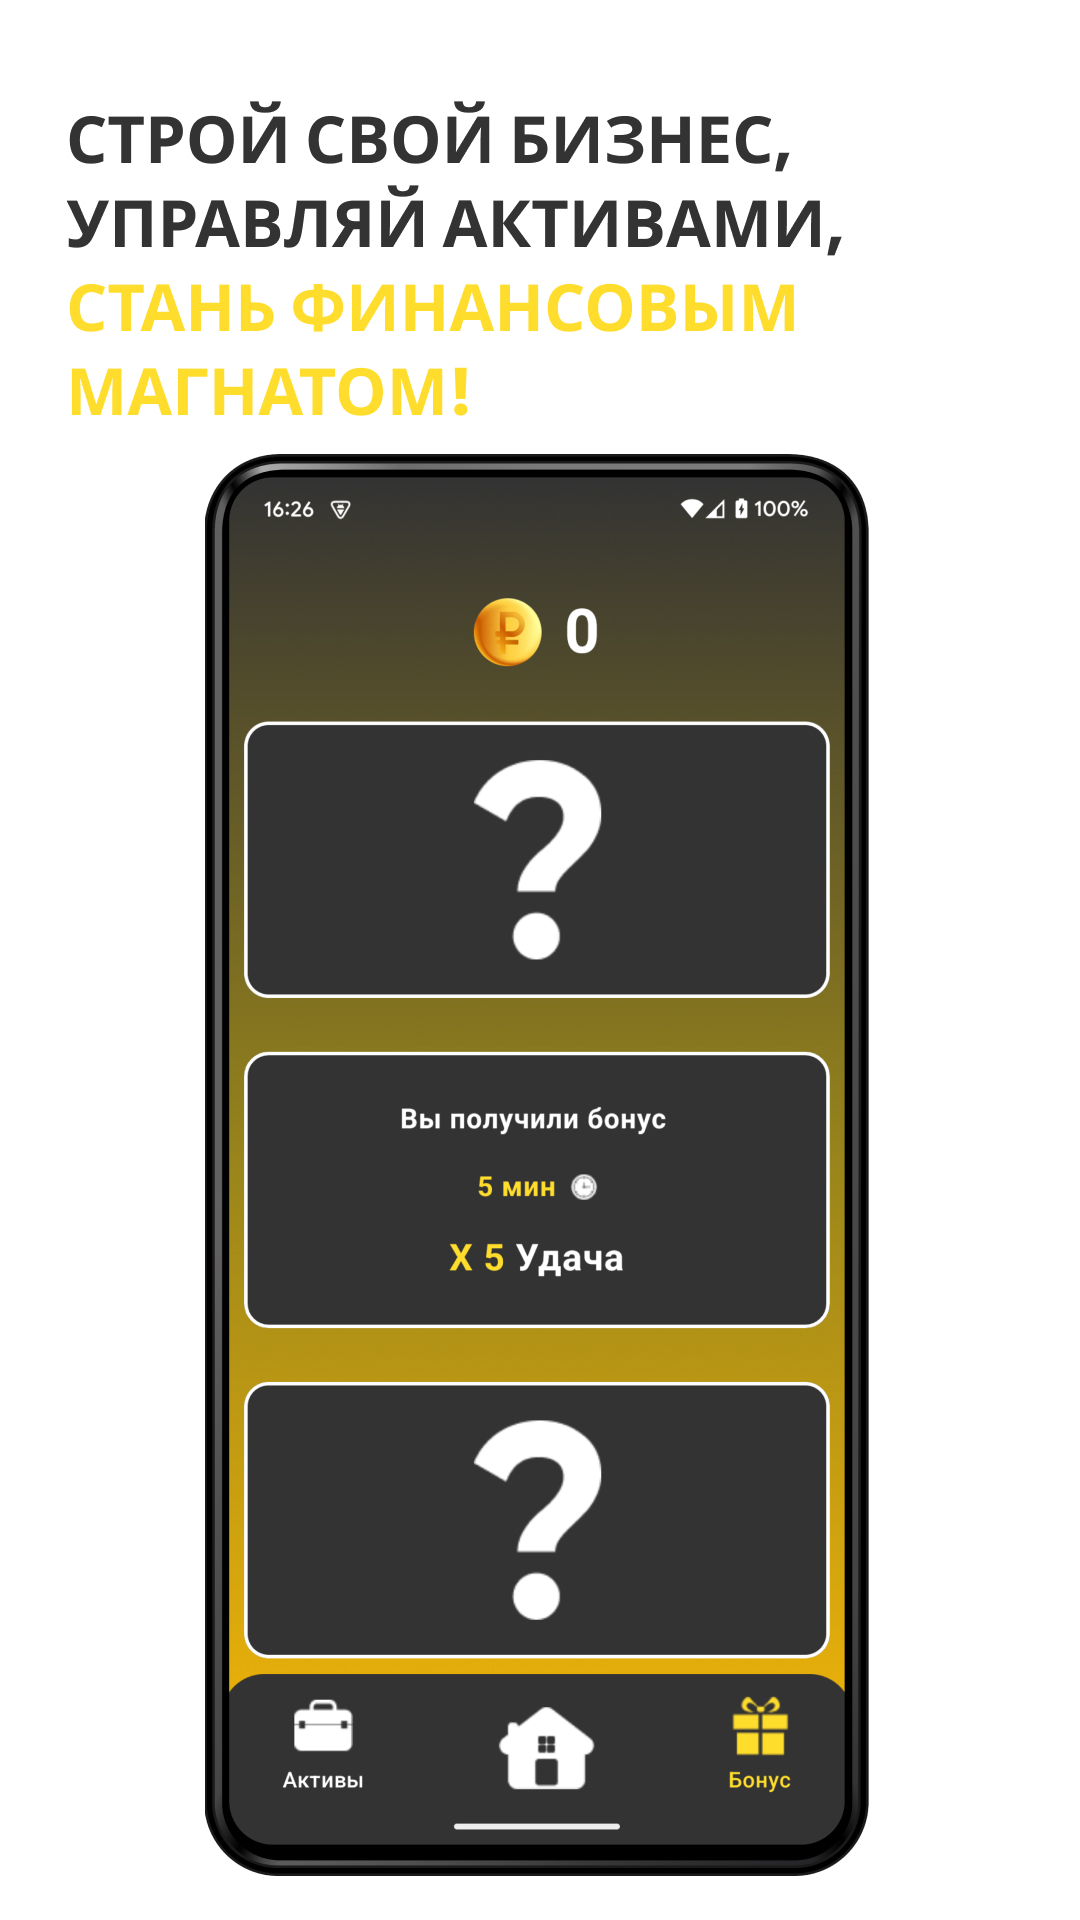 СТРОЙ СВОЙ БИЗНЕС,
УПРАВЛЯЙ АКТИВАМИ,
СТАНЬ ФИНАНСОВЫМ
МАГНАТОМ!
16:26 100%
₽ 0
?
Вы получили бонус
5 мин
X 5 Удача
?
Активы Бонус